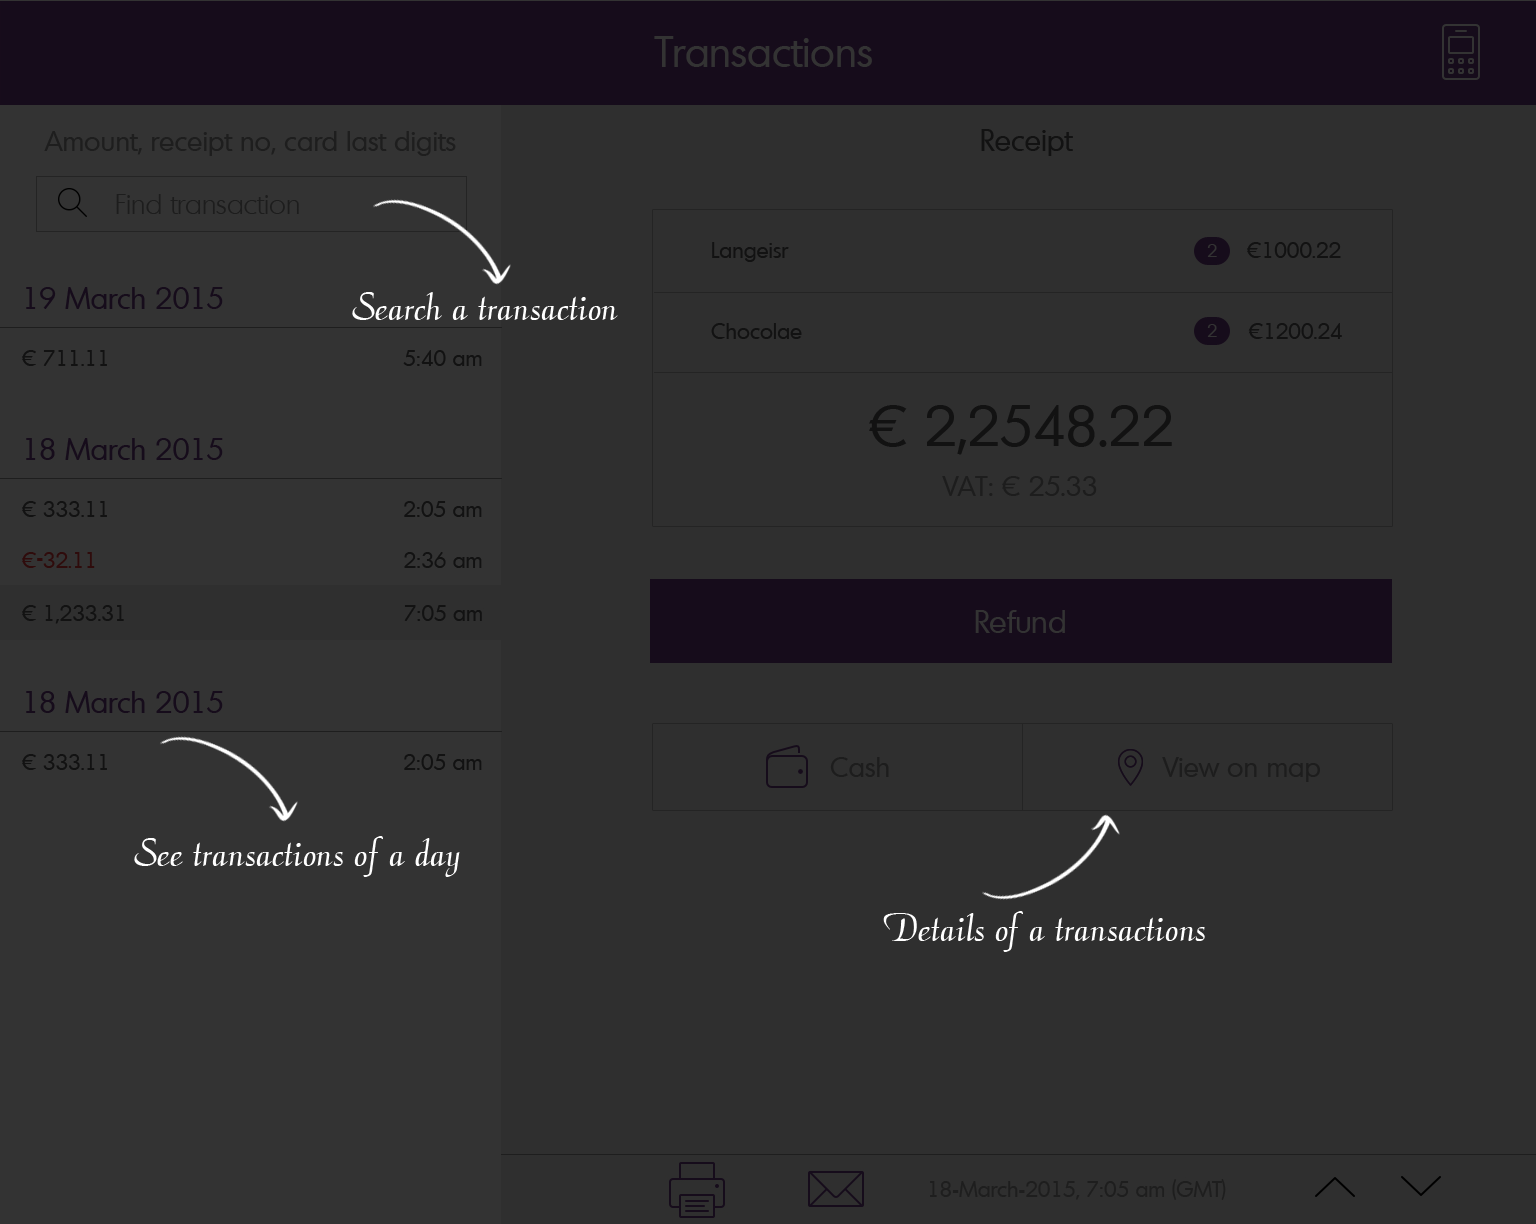 Transactions
Amount, receipt no, card last digits
Find transaction
Search a transaction
19 March 2015
€ 711.11 5:40 am
18 March 2015
€ 333.11 2:05 am
€-32.11 2:36 am
€ 1,233.31 7:05 am
18 March 2015
€ 333.11 2:05 am
See transactions of a day
Receipt
Langeisr 2 €1000.22
Chocolae 2 €1200.24
€ 2,2548.22
VAT: € 25.33
Refund
Cash View on map
Details of a transactions
18-March-2015, 7:05 am (GMT)